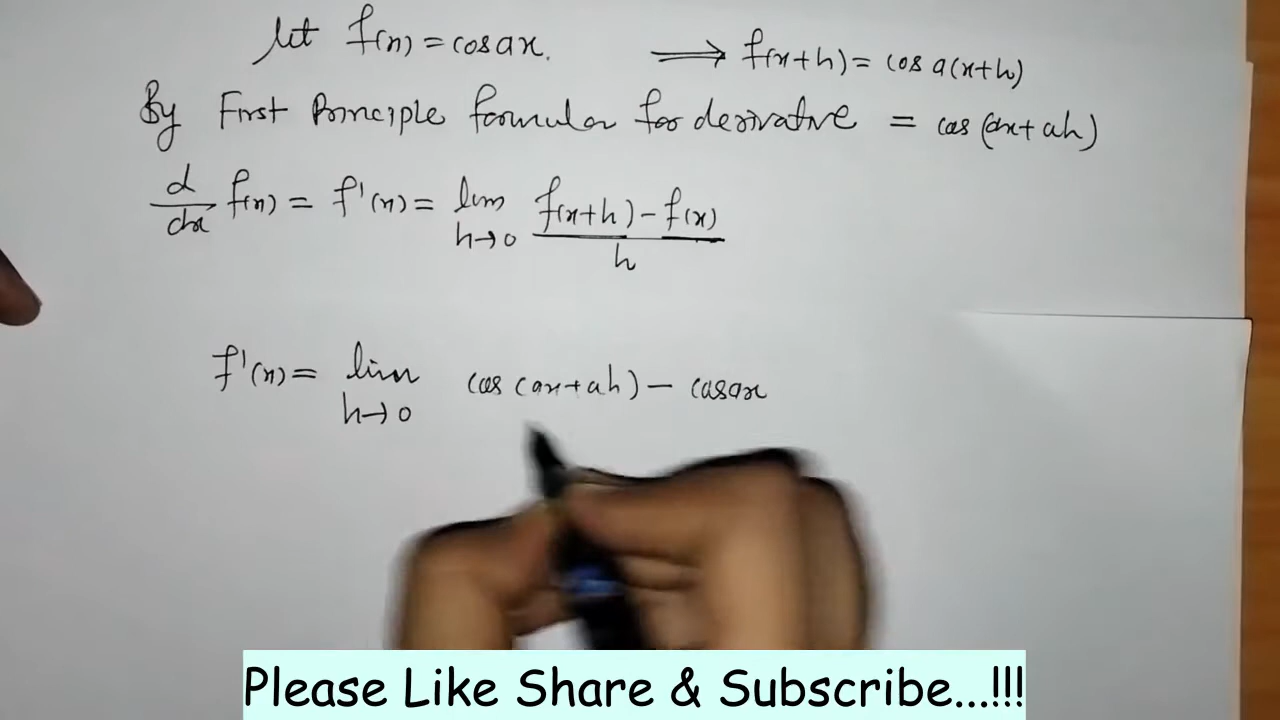 let f(x) = cos ax. ⟹ f(x+h) = cos a(x+h)
By First Principle formular for derivative = cos (ax + ah)
d/dx f(x) = f'(x) = lim h→0 f(x+h) - f(x) / h
f'(x) = lim h→0 cos (ax + ah) - cos ax
Please Like Share & Subscribe...!!!